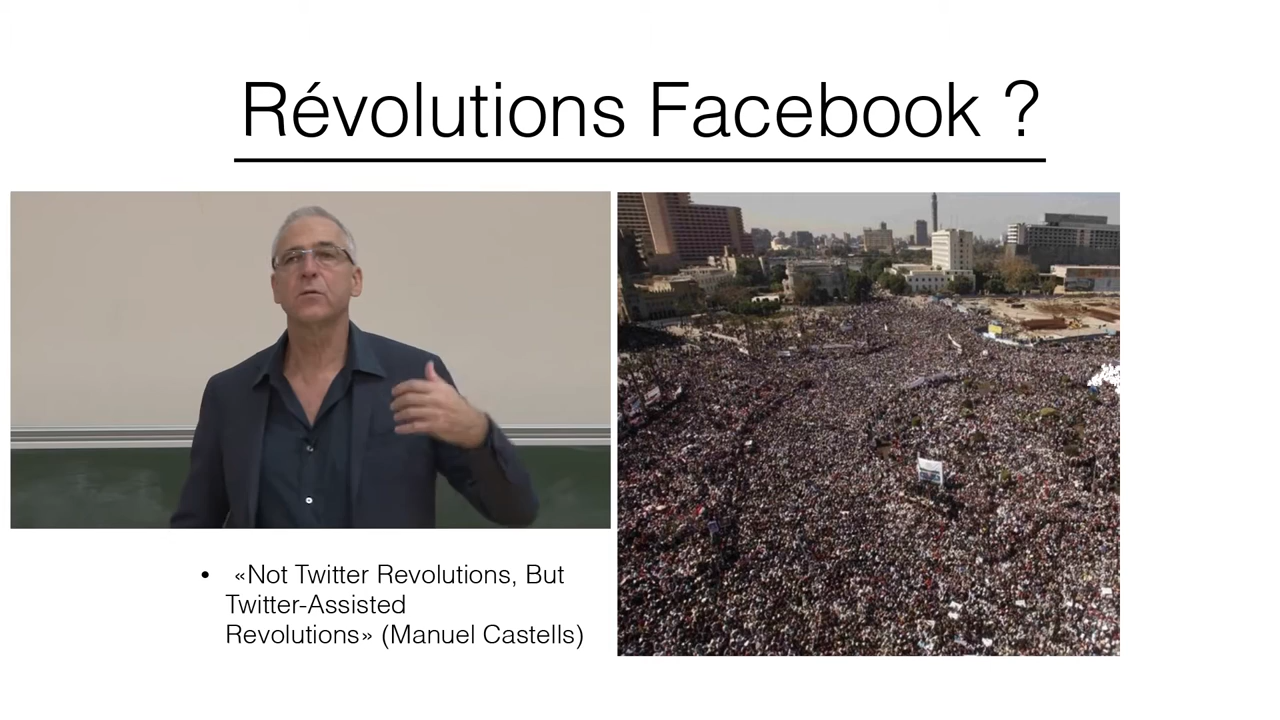 Révolutions Facebook ?
• «Not Twitter Revolutions, But
Twitter-Assisted
Revolutions» (Manuel Castells)